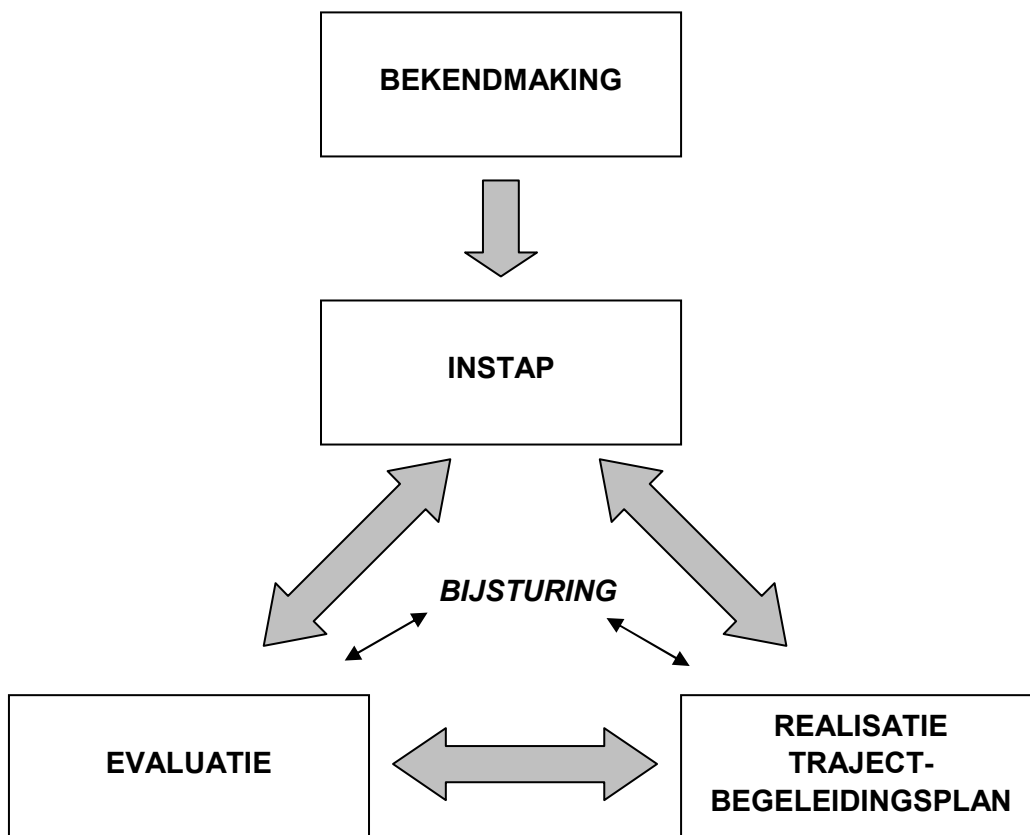 BEKENDMAKING
INSTAP
BIJSTURING
EVALUATIE
REALISATIE
TRAJECT-
BEGELEIDINGSPLAN